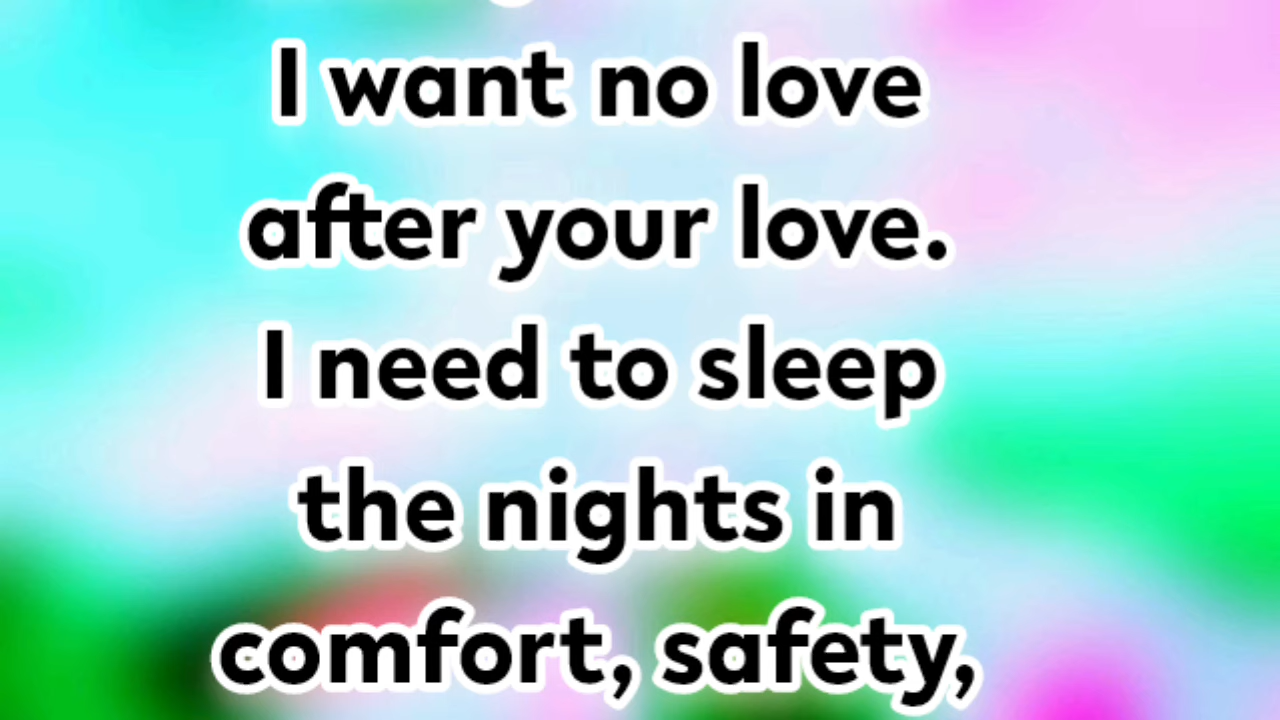 I want no love
after your love.
I need to sleep
the nights in
comfort, safety,